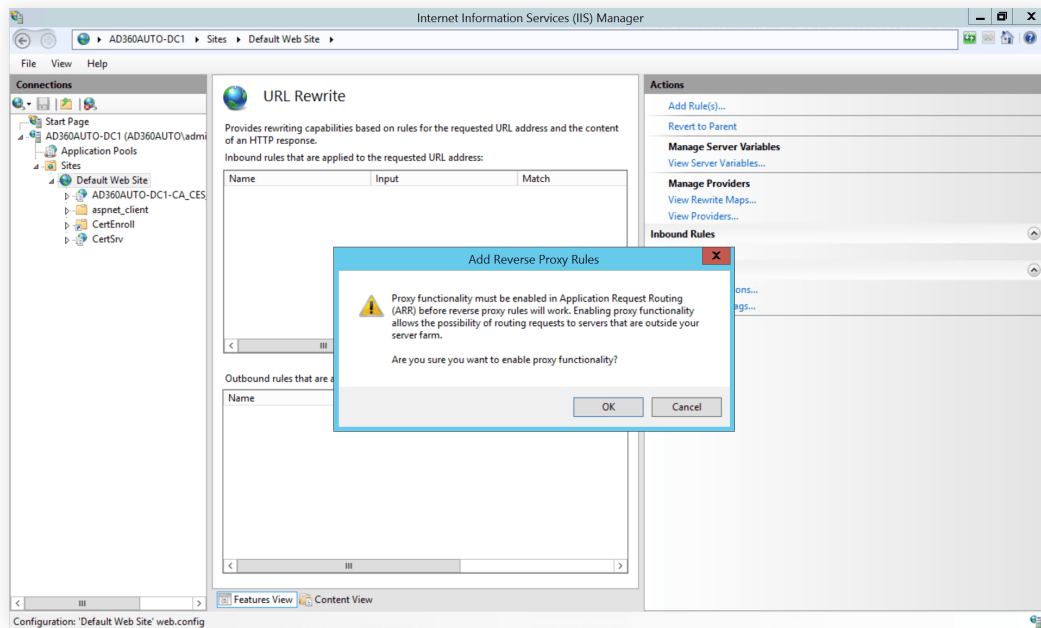 Internet Information Services (IIS) Manager
AD360AUTO-DC1 Sites Default Web Site
File View Help
Connections
Start Page
AD360AUTO-DC1 (AD360AUTO\admi
Application Pools
Sites
Default Web Site
AD360AUTO-DC1-CA_CES
aspnet_client
CertEnroll
CertSrv
URL Rewrite
Provides rewriting capabilities based on rules for the requested URL address and the content
of an HTTP response.
Inbound rules that are applied to the requested URL address:
Name Input Match
Outbound rules that are a
Name
Features View Content View
Actions
Add Rule(s)...
Revert to Parent
Manage Server Variables
View Server Variables...
Manage Providers
View Rewrite Maps...
View Providers...
Inbound Rules
ons...
Add Reverse Proxy Rules
X
Proxy functionality must be enabled in Application Request Routing
(ARR) before reverse proxy rules will work. Enabling proxy functionality
allows the possibility of routing requests to servers that are outside your
server farm.
Are you sure you want to enable proxy functionality?
OK Cancel
Configuration: 'Default Web Site' web.config